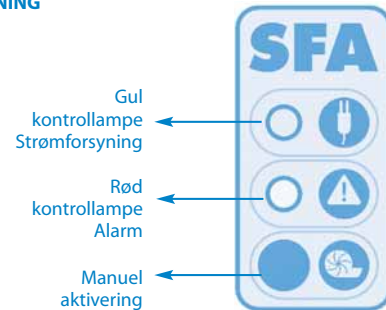 NING
SFA
Gul
kontrollampe
Strømforsyning
Rød
kontrollampe
Alarm
Manuel
aktivering